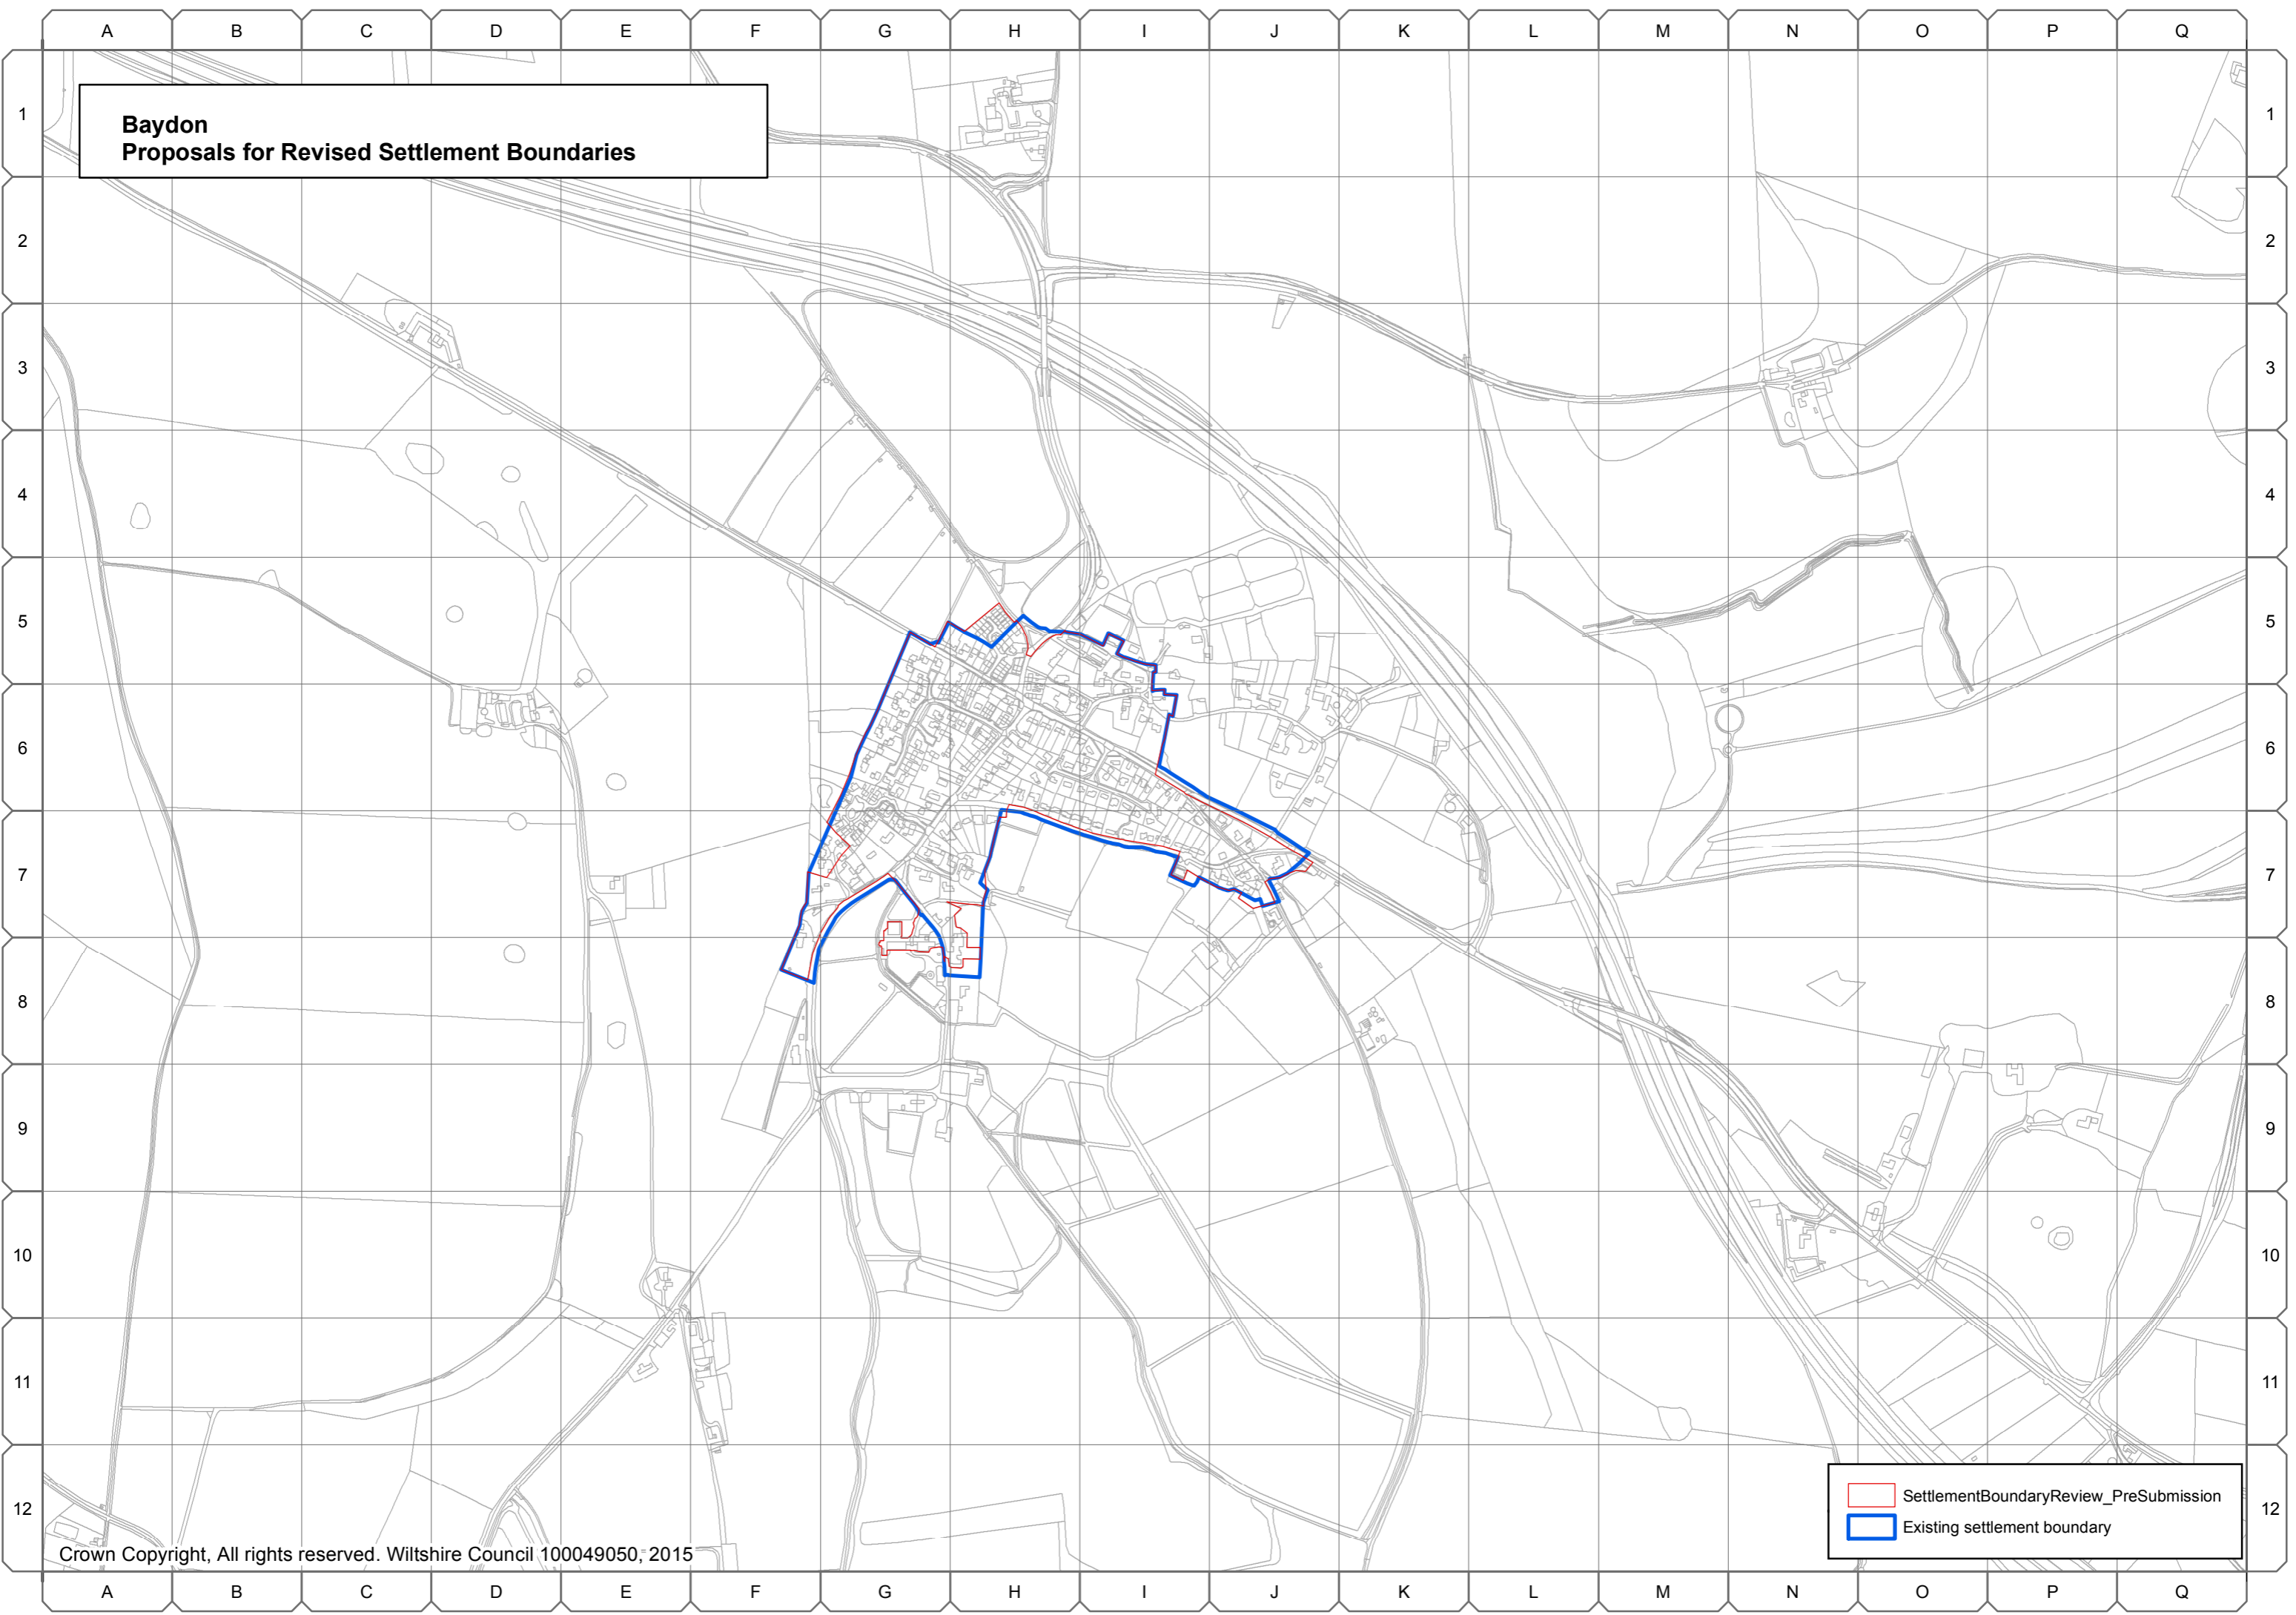 A B C D E F G H I J K L M N O P Q
Baydon
Proposals for Revised Settlement Boundaries
1 1
2 2
3 3
4 4
5 5
6 6
7 7
8 8
9 9
10 10
11 11
12 12
SettlementBoundaryReview_PreSubmission
Existing settlement boundary
Crown Copyright, All rights reserved. Wiltshire Council 100049050, 2015
A B C D E F G H I J K L M N O P Q